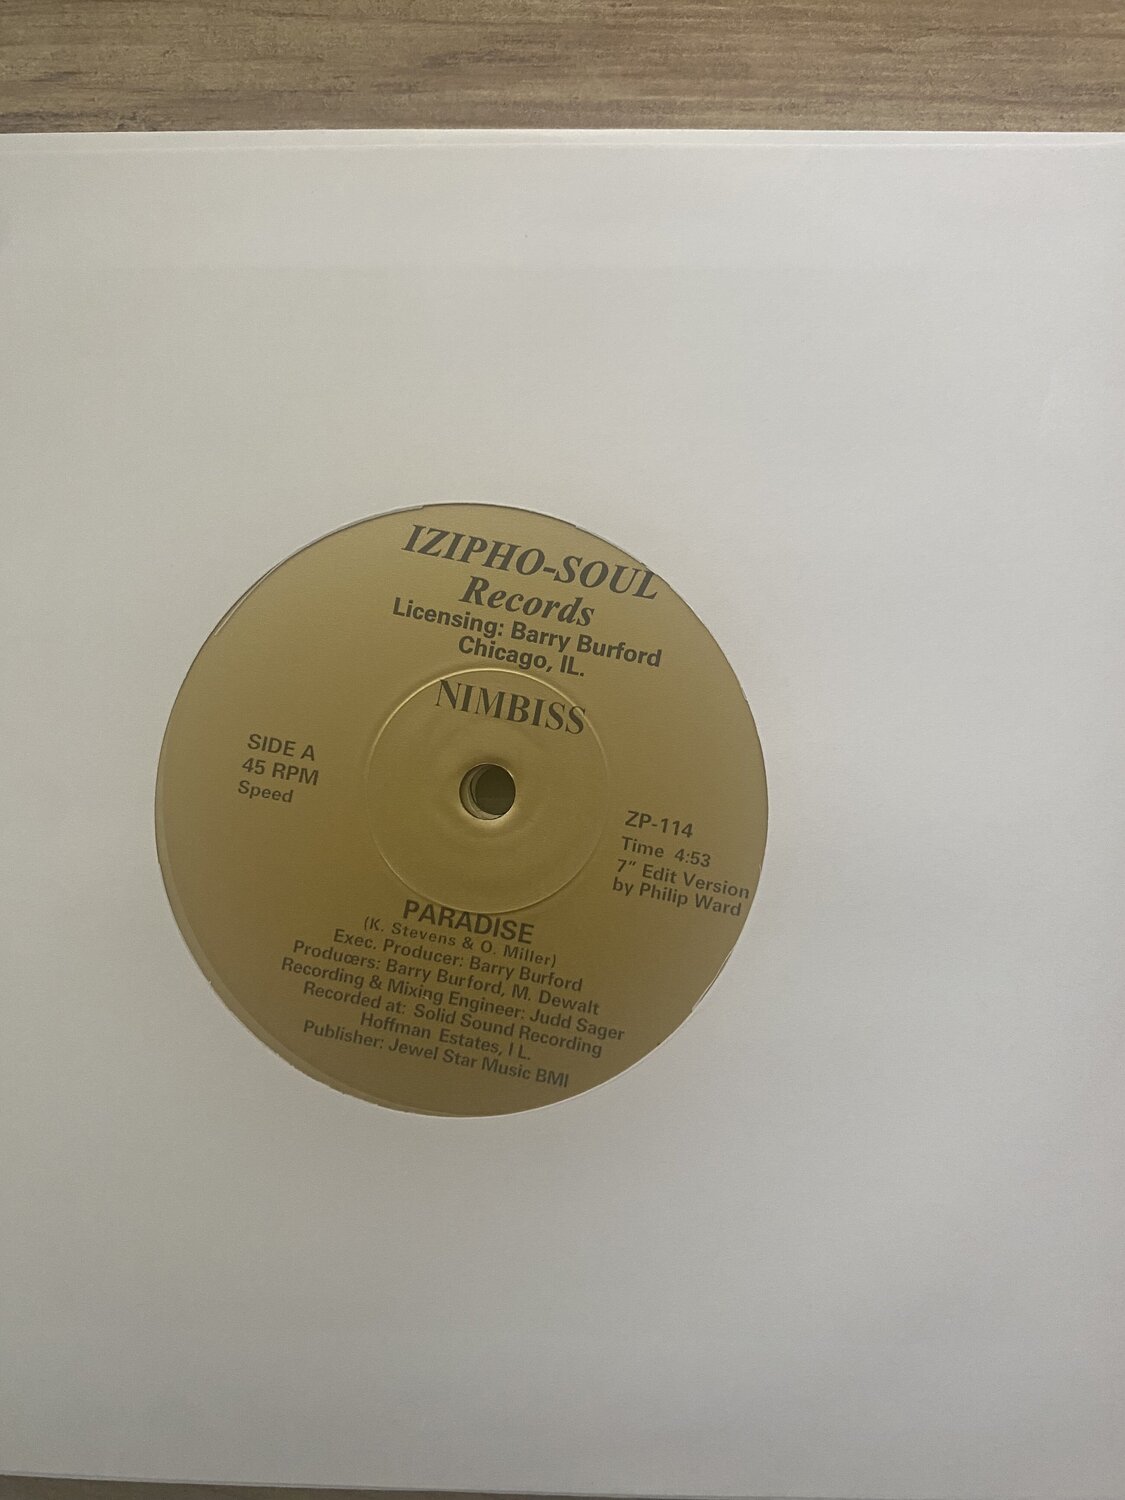 IZIPHO-SOUL
Records
Licensing: Barry Burford
Chicago, IL.
NIMBISS
SIDE A
45 RPM
Speed
ZP-114
Time 4:53
7" Edit Version
by Philip Ward
PARADISE
(K. Stevens & O. Miller)
Exec. Producer: Barry Burford
Producers: Barry Burford, M. Dewalt
Recording & Mixing Engineer: Judd Sager
Recorded at: Solid Sound Recording
Hoffman Estates, I L.
Publisher: Jewel Star Music BMI